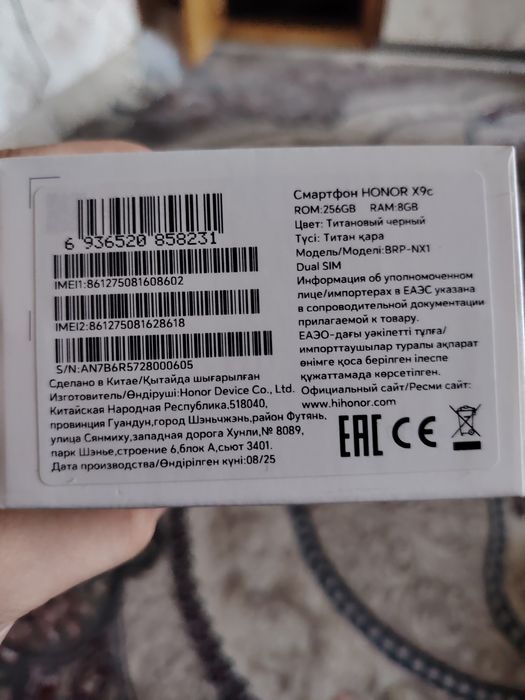 6 936520 858231
IMEI1:861275081608602
IMEI2:861275081628618
S/N:AN7B6R5728000605
Сделано в Китае/Қытайда шығарылған
Изготовитель/Өндіруші:Honor Device Co., Ltd.
Китайская Народная Республика,518040,
провинция Гуандун,город Шэньчжэнь,район Футянь,
улица Сянмиху,западная дорога Хунли,№ 8089,
парк Шэнье,строение 6,блок А,сьют 3401.
Дата производства/Өндірілген күні:08/25
Смартфон HONOR X9c
ROM:256GB RAM:8GB
Цвет: Титановый черный
Түсі: Титан қара
Модель/Моделі:BRP-NX1
Dual SIM
Информация об уполномоченном
лице/импортерах в ЕАЭС указана
в сопроводительной документации
прилагаемой к товару.
ЕАЭО-дағы уәкілетті тұлға/
импорттаушылар туралы ақпарат
өнімге қоса берілген ілеспе
құжаттамада көрсетілген.
Официальный сайт/Ресми сайт:
www.hihonor.com
EAC CE